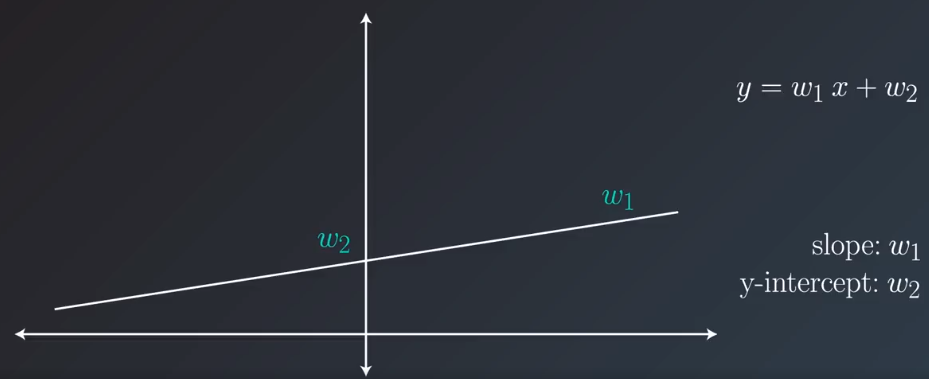 y = w₁ x + w₂
w₁
w₂
slope: w₁
y-intercept: w₂